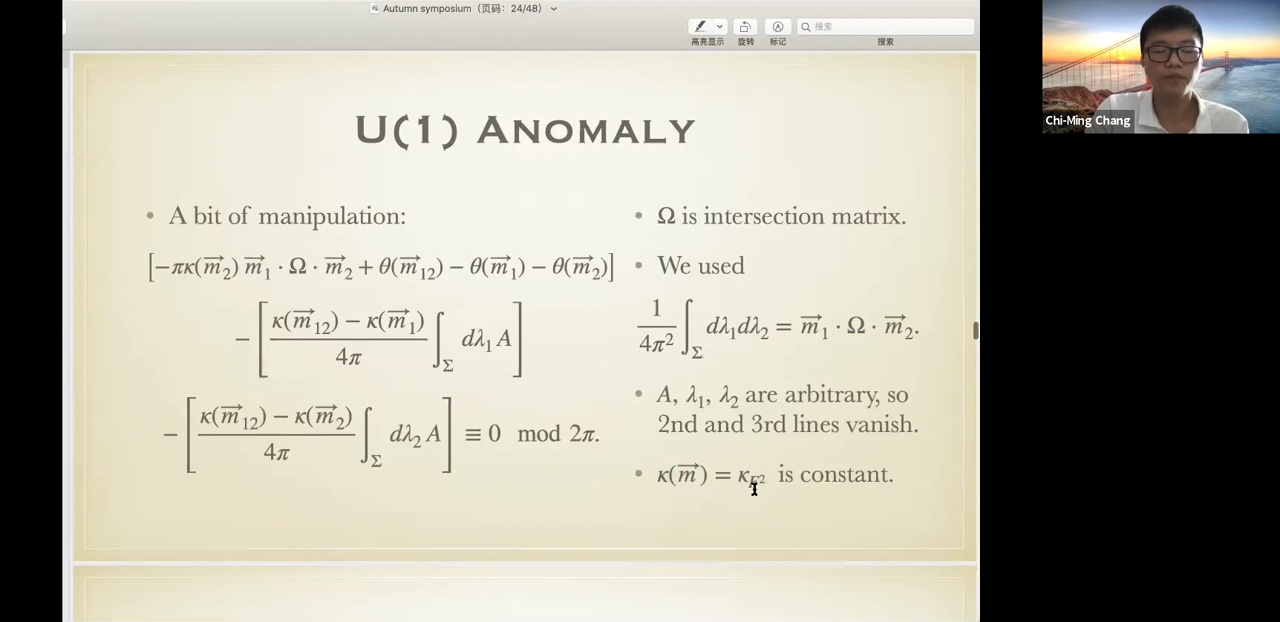 Autumn symposium (页码: 24/48)
搜索
高亮显示 旋转 标记 搜索
Chi-Ming Chang
U(1) ANOMALY
• A bit of manipulation:
[−πκ(m⃗₂) m⃗₁ · Ω · m⃗₂ + θ(m⃗₁₂) − θ(m⃗₁) − θ(m⃗₂)]
− [ (κ(m⃗₁₂) − κ(m⃗₁)) / 4π ∫_Σ dλ₁ A ]
− [ (κ(m⃗₁₂) − κ(m⃗₂)) / 4π ∫_Σ dλ₂ A ] ≡ 0 mod 2π.
• Ω is intersection matrix.
• We used
1/4π² ∫_Σ dλ₁dλ₂ = m⃗₁ · Ω · m⃗₂.
• A, λ₁, λ₂ are arbitrary, so
2nd and 3rd lines vanish.
• κ(m⃗) = κ_{F²} is constant.